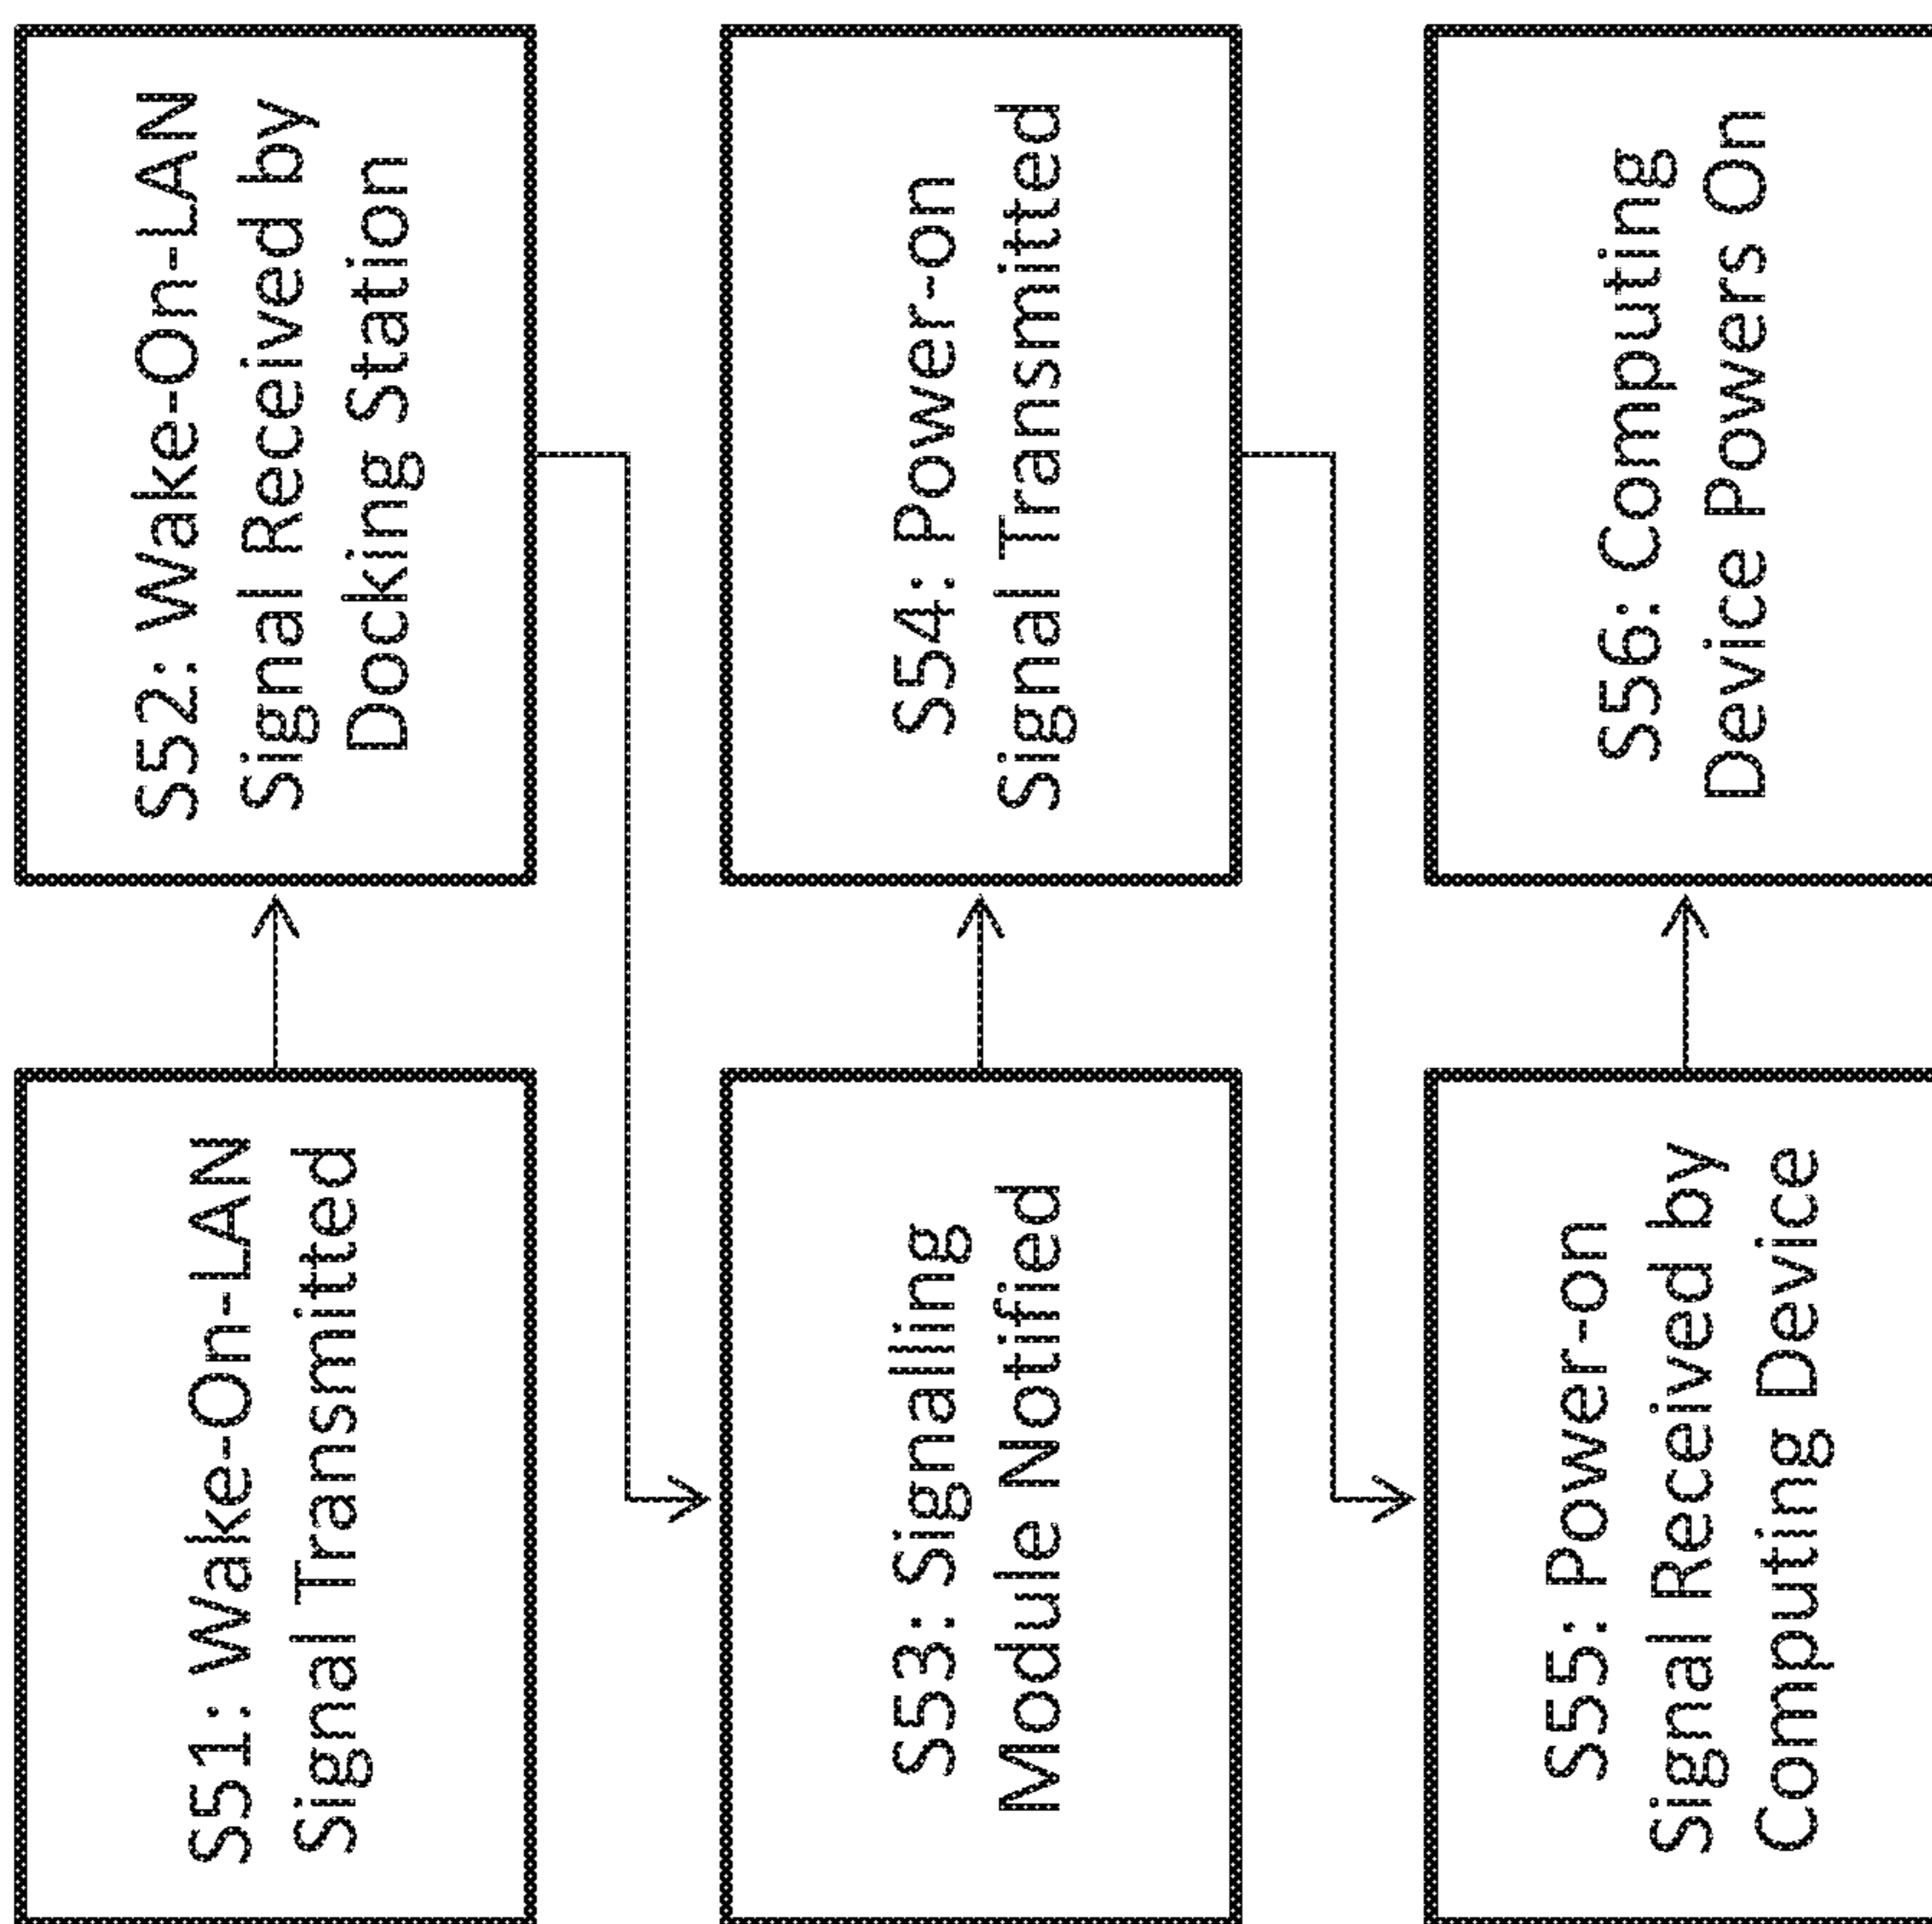 S51: Wake-On-LAN
Signal Transmitted
S52: Wake-On-LAN
Signal Received by
Docking Station
S53: Signalling
Module Notified
S54: Power-on
Signal Transmitted
S55: Power-on
Signal Received by
Computing Device
S56: Computing
Device Powers On